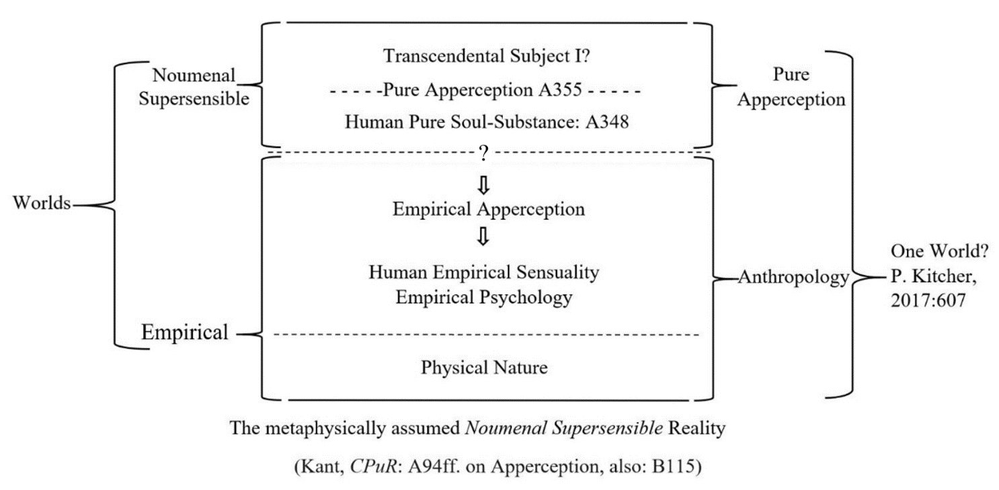 Transcendental Subject I?
Noumenal
Supersensible
- - - - -Pure Apperception A355 - - - - -
Pure
Apperception
Human Pure Soul-Substance: A348
?
⇩
Worlds
Empirical Apperception
⇩
Human Empirical Sensuality
Empirical Psychology
Anthropology
One World?
P. Kitcher,
2017:607
Empirical
Physical Nature
The metaphysically assumed Noumenal Supersensible Reality
(Kant, CPuR: A94ff. on Apperception, also: B115)